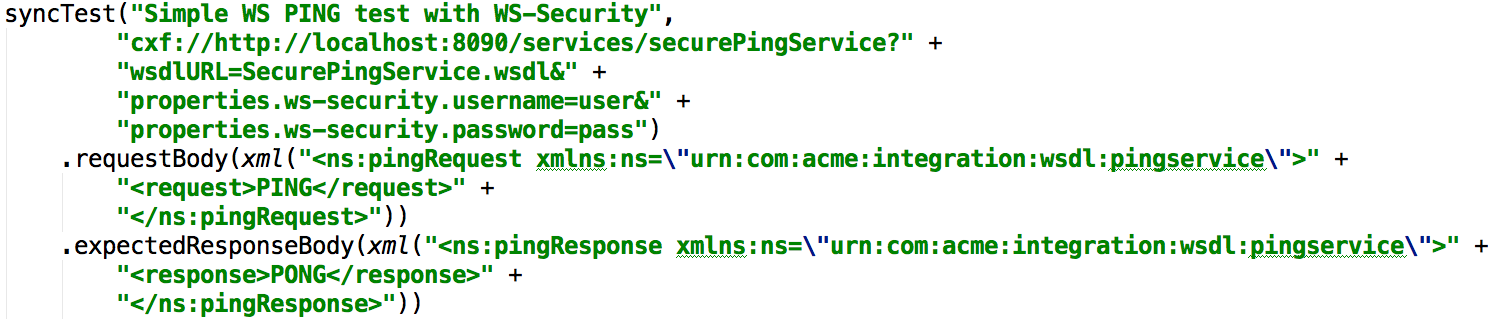 syncTest("Simple WS PING test with WS-Security",
"cxf://http://localhost:8090/services/securePingService?" +
"wsdlURL=SecurePingService.wsdl&" +
"properties.ws-security.username=user&" +
"properties.ws-security.password=pass")
.requestBody(xml("<ns:pingRequest xmlns:ns=\"urn:com:acme:integration:wsdl:pingservice\">" +
"<request>PING</request>" +
"</ns:pingRequest>"))
.expectedResponseBody(xml("<ns:pingResponse xmlns:ns=\"urn:com:acme:integration:wsdl:pingservice\">" +
"<response>PONG</response>" +
"</ns:pingResponse>"))